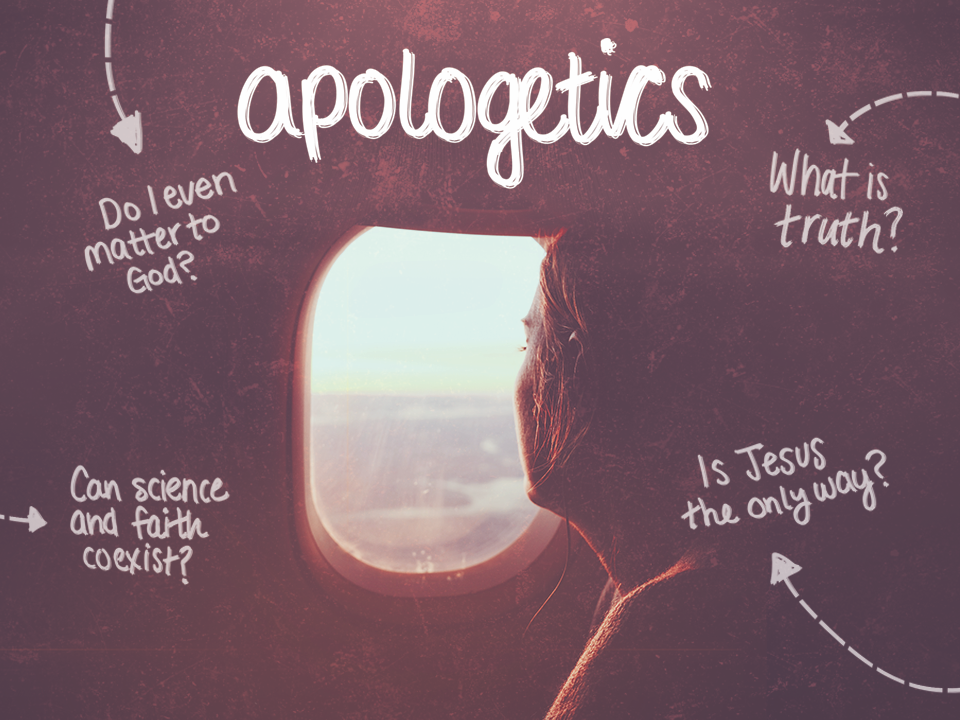 apologetics
Do I even
matter to
God?
What is
truth?
Can science
and faith
coexist?
Is Jesus
the only way?